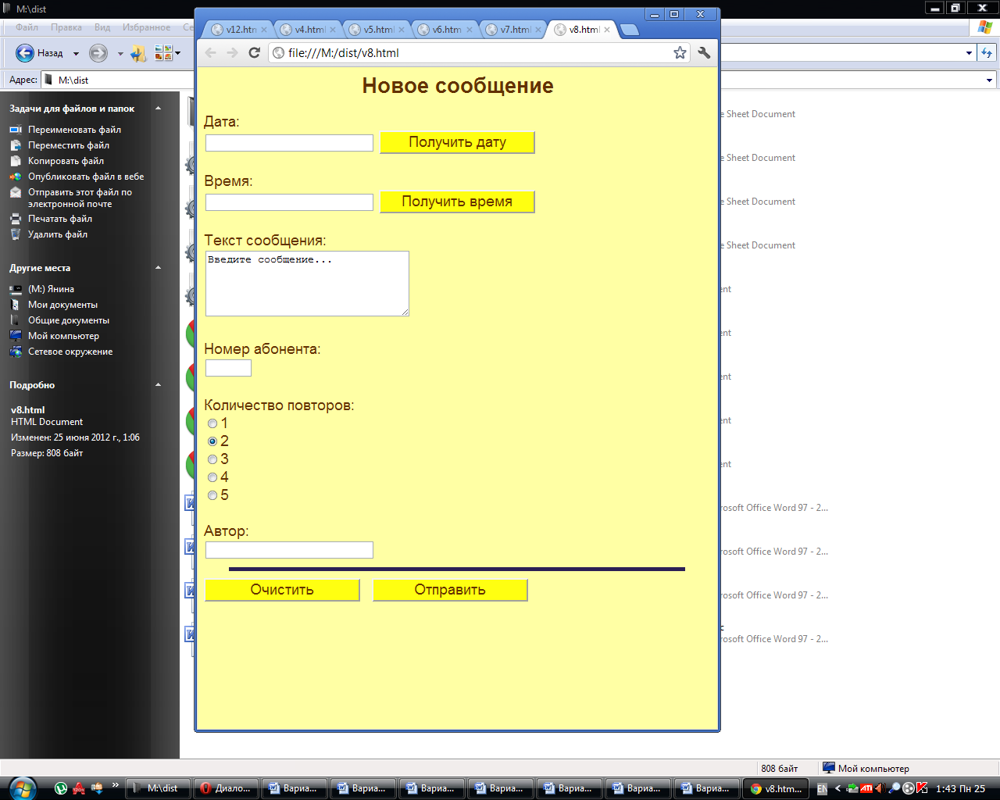 M:\dist
Файл Правка Вид Избранное
Назад
Адрес: M:\dist
Задачи для файлов и папок
Переименовать файл
Переместить файл
Копировать файл
Опубликовать файл в вебе
Отправить этот файл по
электронной почте
Печатать файл
Удалить файл
Другие места
(M:) Янина
Мои документы
Общие документы
Мой компьютер
Сетевое окружение
Подробно
v8.html
HTML Document
Изменен: 25 июня 2012 г., 1:06
Размер: 808 байт
v12.htm v4.html v5.html v6.htm v7.html v8.html
file:///M:/dist/v8.html
Новое сообщение
Дата:
Получить дату
Время:
Получить время
Текст сообщения:
Введите сообщение...
Номер абонента:
Количество повторов:
1
2
3
4
5
Автор:
Очистить Отправить
Sheet Document
Sheet Document
Sheet Document
Sheet Document
Office Word 97 - 2...
Office Word 97 - 2...
Office Word 97 - 2...
Office Word 97 - 2...
808 байт Мой компьютер
M:\dist Диало... Вариа... Вариа... Вариа... Вариа... Вариа... Вариа... Вариа... v8.htm... EN 1:43 Пн 25